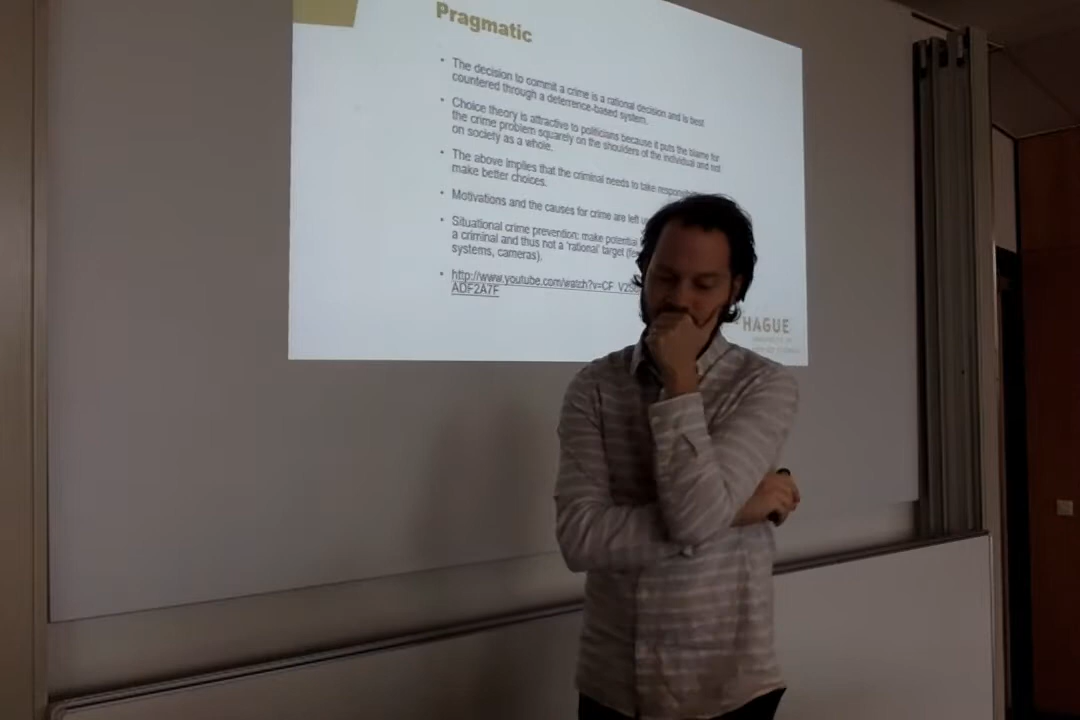 Pragmatic
• The decision to commit a crime is a rational decision and is best
countered through a deterrence-based system.
• Choice theory is attractive to politicians because it puts the blame for
the crime problem squarely on the shoulders of the individual and not
on society as a whole.
• The above implies that the criminal needs to take
make better choices.
• Motivations and the causes for crime are left
• Situational crime prevention: make potential
a criminal and thus not a 'rational' target
systems, cameras).
• http://www.youtube.com/watch?v=CF_V2S
ADF2A7F
HAGUE